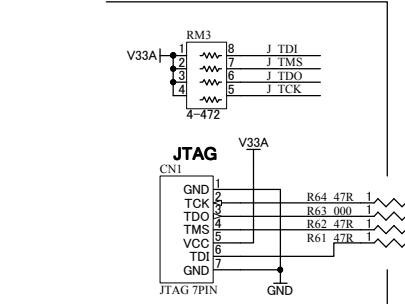 RM3
V33A
1 8 J TDI
2 7 J TMS
3 6 J TDO
4 5 J TCK
4-472
JTAG
V33A
CN1
GND 1
TCK 2 R64 47R 1
TDO 3 R63 000 1
TMS 4 R62 47R 1
VCC 5 R61 47R 1
TDI 6
GND 7
JTAG 7PIN
GND